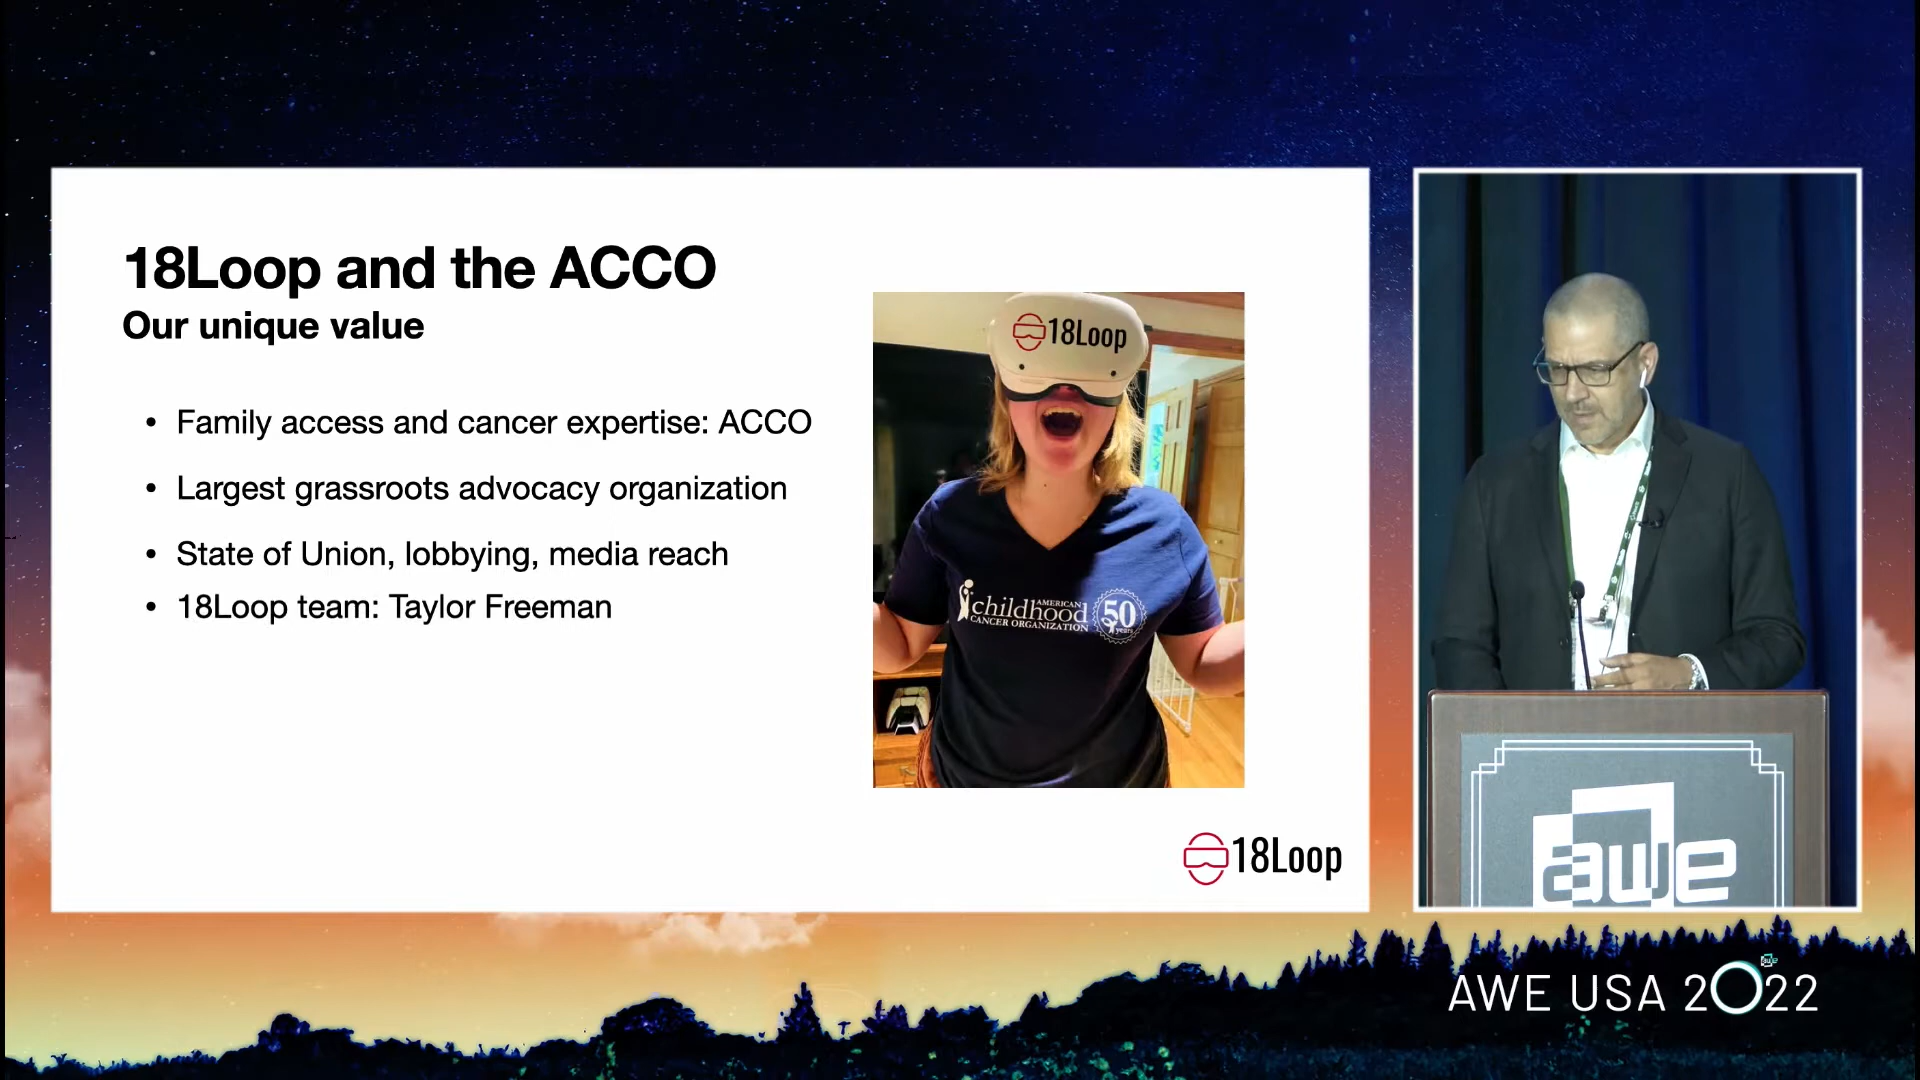 18Loop and the ACCO
Our unique value
• Family access and cancer expertise: ACCO
• Largest grassroots advocacy organization
• State of Union, lobbying, media reach
• 18Loop team: Taylor Freeman
18Loop
AMERICAN
childhood
CANCER ORGANIZATION
50
years
18Loop
awe
AWE USA 2022